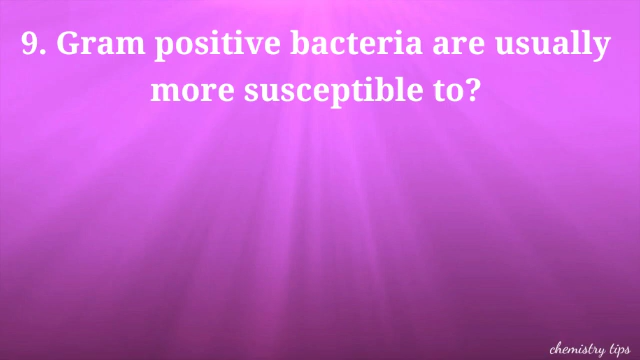 9. Gram positive bacteria are usually
more susceptible to?
chemistry tips